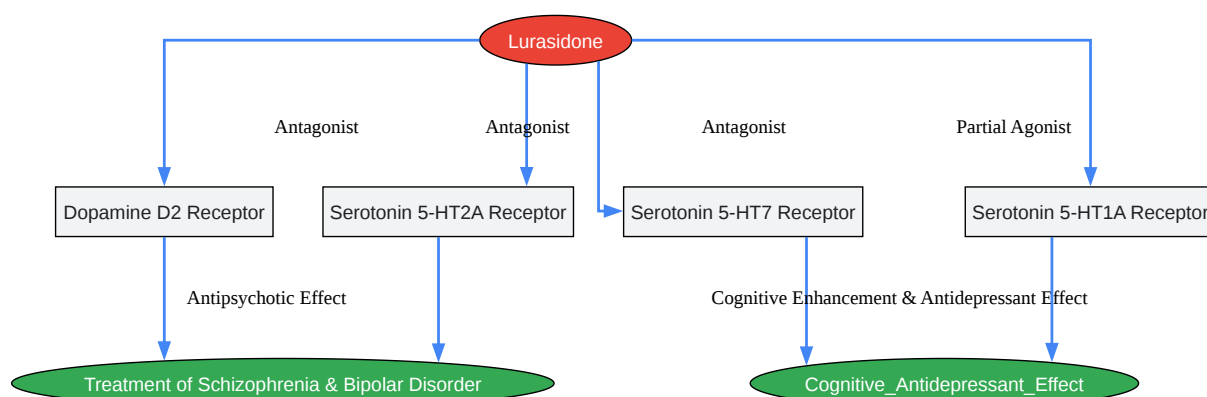 Lurasidone
Antagonist
Antagonist
Antagonist
Partial Agonist
Dopamine D2 Receptor
Serotonin 5-HT2A Receptor
Serotonin 5-HT7 Receptor
Serotonin 5-HT1A Receptor
Antipsychotic Effect
Cognitive Enhancement & Antidepressant Effect
Treatment of Schizophrenia & Bipolar Disorder
Cognitive_Antidepressant_Effect